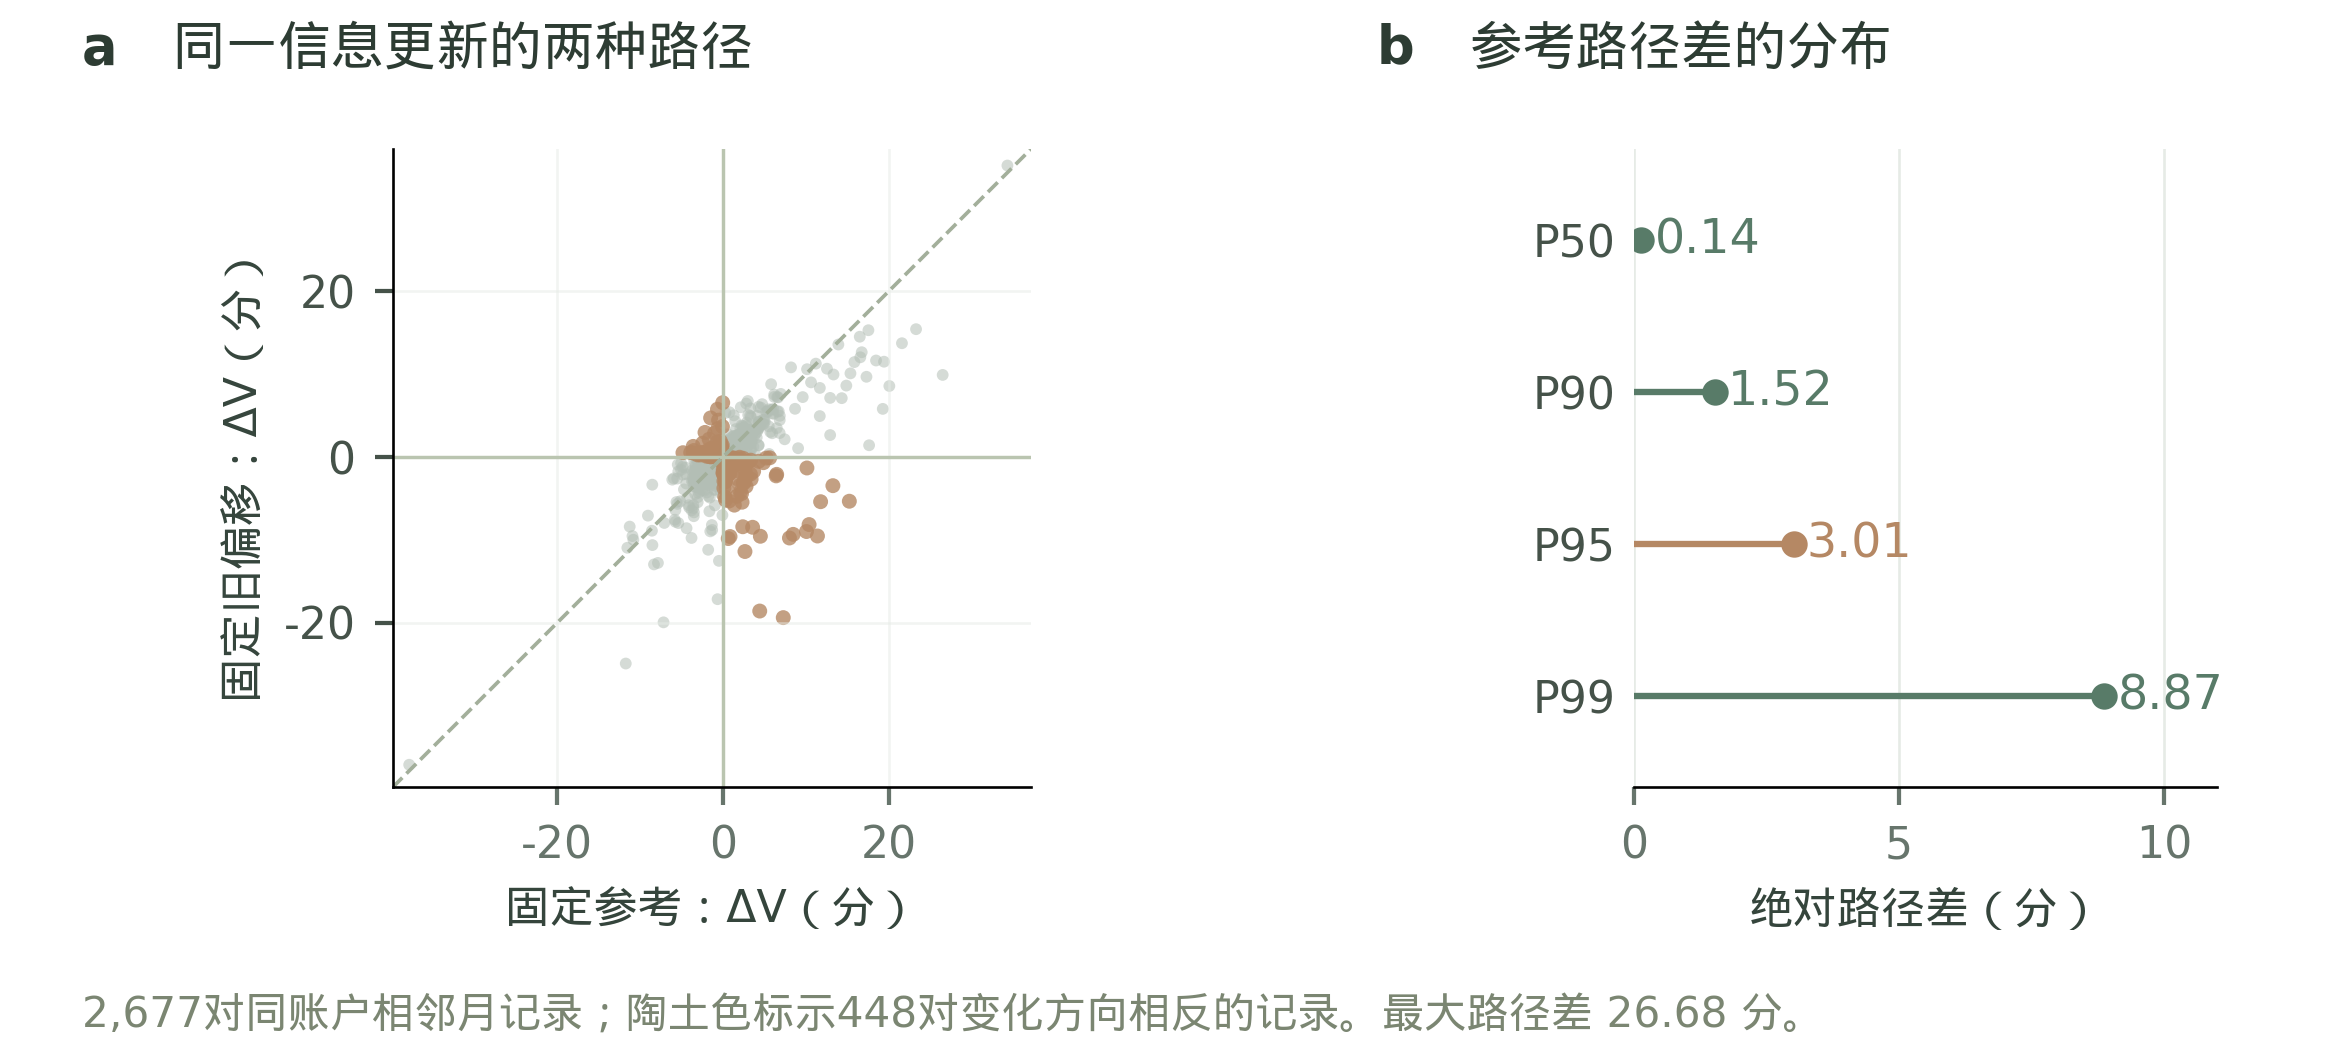 a 同一信息更新的两种路径
固定旧偏移：ΔV（分）
20
0
-20
-20 0 20
固定参考：ΔV（分）
b 参考路径差的分布
P50 0.14
P90 1.52
P95 3.01
P99 8.87
0 5 10
绝对路径差（分）
2,677对同账户相邻月记录；陶土色标示448对变化方向相反的记录。最大路径差 26.68 分。